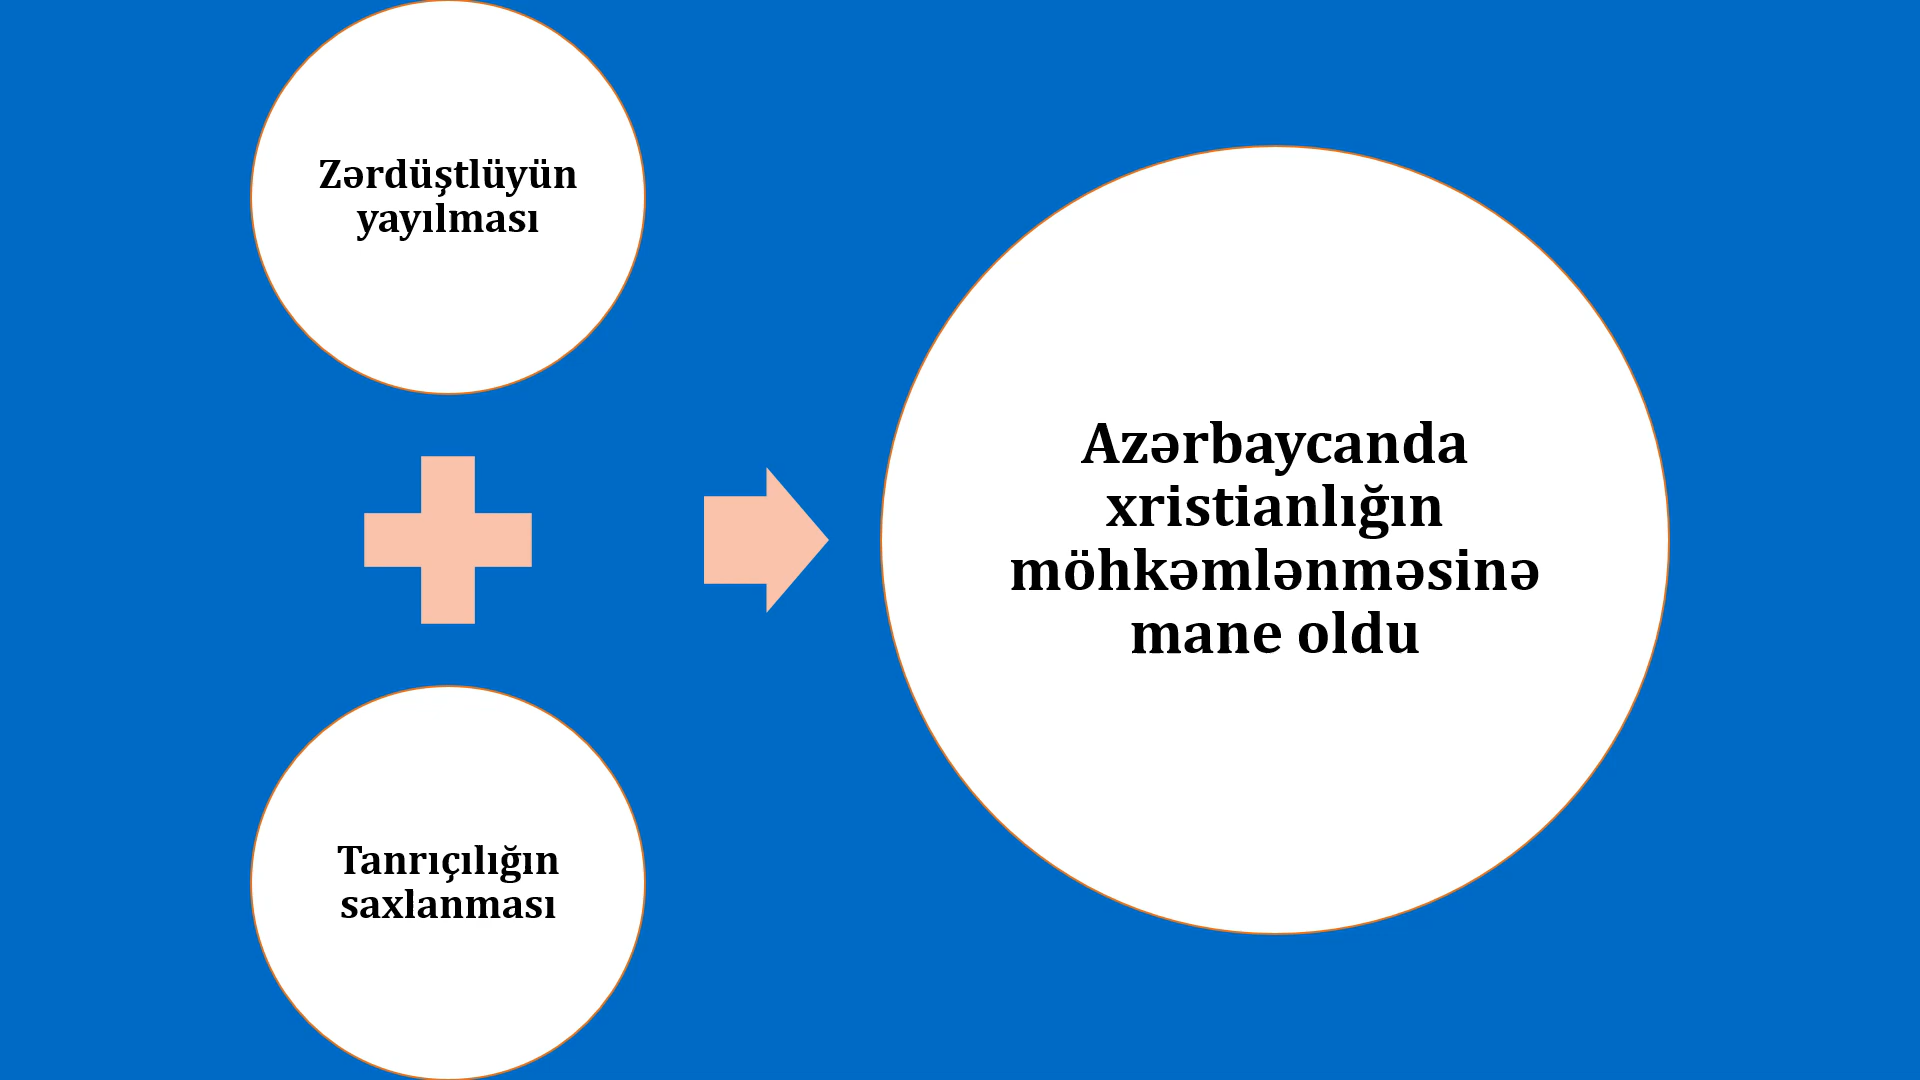 Zərdüştlüyün
yayılması
Tanrıçılığın
saxlanması
Azərbaycanda
xristianlığın
möhkəmlənməsinə
mane oldu